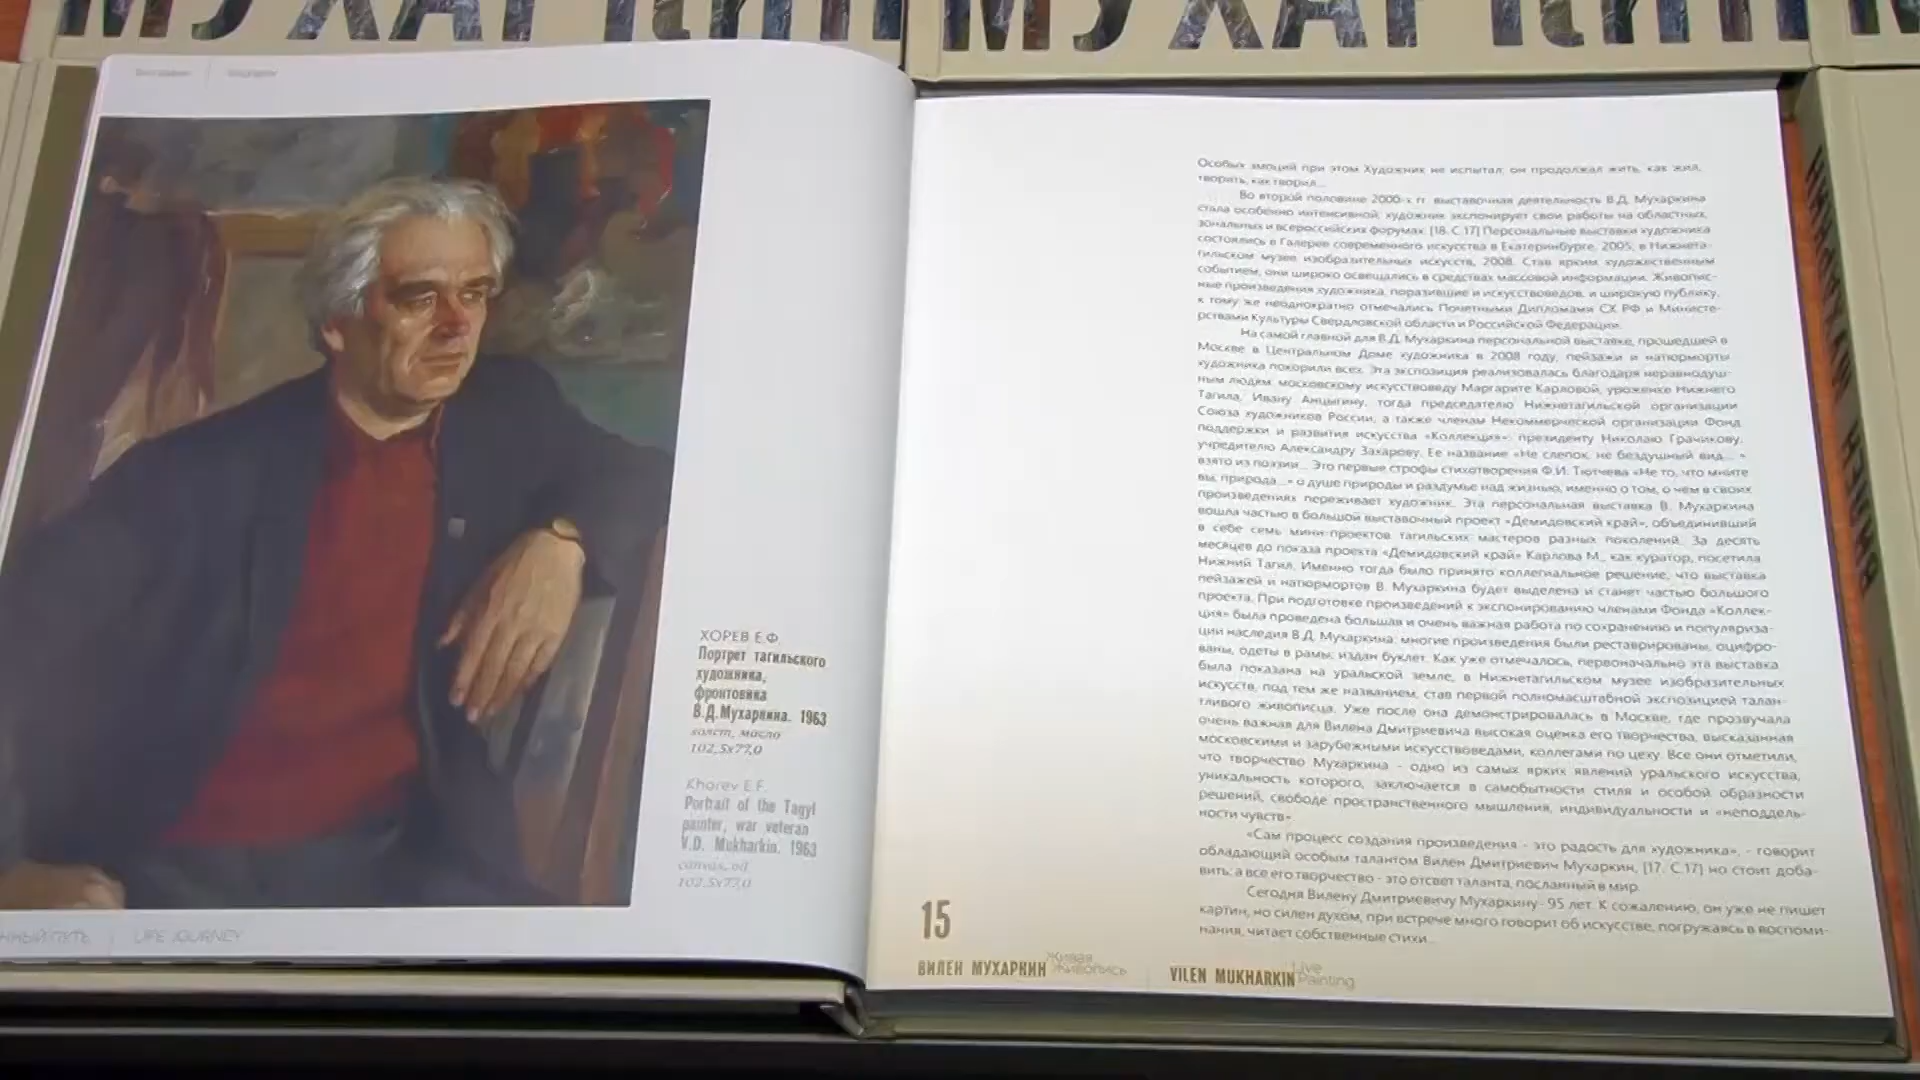 МУХАРКИН
МУХАРКИН
ХОРЕВ Е.Ф.
Портрет тагильского
художника,
фронтовика
В.Д.Мухаркина. 1963
холст, масло
102,5х77,0
Khorev E.F.
Portrait of the Tagyl
painter, war veteran
V.D. Mukharkin. 1963
canvas, oil
102,5x77,0
ННЫЙ ПУТЬ | LIFE JOURNEY
Особых эмоций при этом Художник не испытал: он продолжал жить, как жил,
творить, как творил...
Во второй половине 2000-х гг. выставочная деятельность В.Д. Мухаркина
стала особенно интенсивной: художник экспонирует свои работы на областных,
зональных и всероссийских форумах. [18. С.17] Персональные выставки художника
состоялись в Галерее современного искусства в Екатеринбурге, 2005; в Нижнета-
гильском музее изобразительных искусств, 2008. Став ярким художественным
событием, они широко освещались в средствах массовой информации. Живопис-
ные произведения художника, поразившие и искусствоведов, и широкую публику,
к тому же неоднократно отмечались Почетными Дипломами СХ РФ и Министе-
рствами Культуры Свердловской области и Российской Федерации.
На самой главной для В.Д. Мухаркина персональной выставке, прошедшей в
Москве в Центральном Доме художника в 2008 году, пейзажи и натюрморты
художника покорили всех. Эта экспозиция реализовалась благодаря неравнодуш-
ным людям: московскому искусствоведу Маргарите Карловой, уроженке Нижнего
Тагила, Ивану Анцыгину, тогда председателю Нижнетагильской организации
Союза художников России, а также членам Некоммерческой организации Фонд
поддержки и развития искусства «Коллекция»: президенту Николаю Грачикову,
учредителю Александру Захарову. Ее название «Не слепок, не бездушный вид... »
взято из поэзии... Это первые строфы стихотворения Ф.И. Тютчева «Не то, что мните
вы, природа...» о душе природы и раздумье над жизнью, именно о том, о чем в своих
произведениях переживает художник. Эта персональная выставка В. Мухаркина
вошла частью в большой выставочный проект «Демидовский край», объединивший
в себе семь мини-проектов тагильских мастеров разных поколений. За десять
месяцев до показа проекта «Демидовский край» Карлова М., как куратор, посетила
Нижний Тагил. Именно тогда было принято коллегиальное решение, что выставка
пейзажей и натюрмортов В. Мухаркина будет выделена и станет частью большого
проекта. При подготовке произведений к экспонированию членами Фонда «Коллек-
ция» была проведена большая и очень важная работа по сохранению и популяриза-
ции наследия В.Д. Мухаркина: многие произведения были реставрированы, оцифро-
ваны, одеты в рамы; издан буклет. Как уже отмечалось, первоначально эта выставка
была показана на уральской земле, в Нижнетагильском музее изобразительных
искусств, под тем же названием, став первой полномасштабной экспозицией талан-
тливого живописца. Уже после она демонстрировалась в Москве, где прозвучала
очень важная для Вилена Дмитриевича высокая оценка его творчества, высказанная
московскими и зарубежными искусствоведами, коллегами по цеху. Все они отметили,
что творчество Мухаркина - одно из самых ярких явлений уральского искусства,
уникальность которого, заключается в самобытности стиля и особой образности
решений, свободе пространственного мышления, индивидуальности и «неподдель-
ности чувств».
«Сам процесс создания произведения - это радость для художника», - говорит
обладающий особым талантом Вилен Дмитриевич Мухаркин, [17. С.17] но стоит доба-
вить: а все его творчество - это отсвет таланта, посланный в мир.
Сегодня Вилену Дмитриевичу Мухаркину - 95 лет. К сожалению, он уже не пишет
картин, но силен духом, при встрече много говорит об искусстве, погружаясь в воспоми-
нания, читает собственные стихи...
15
ВИЛЕН МУХАРКИН Живая Живопись | VILEN MUKHARKIN Live Painting